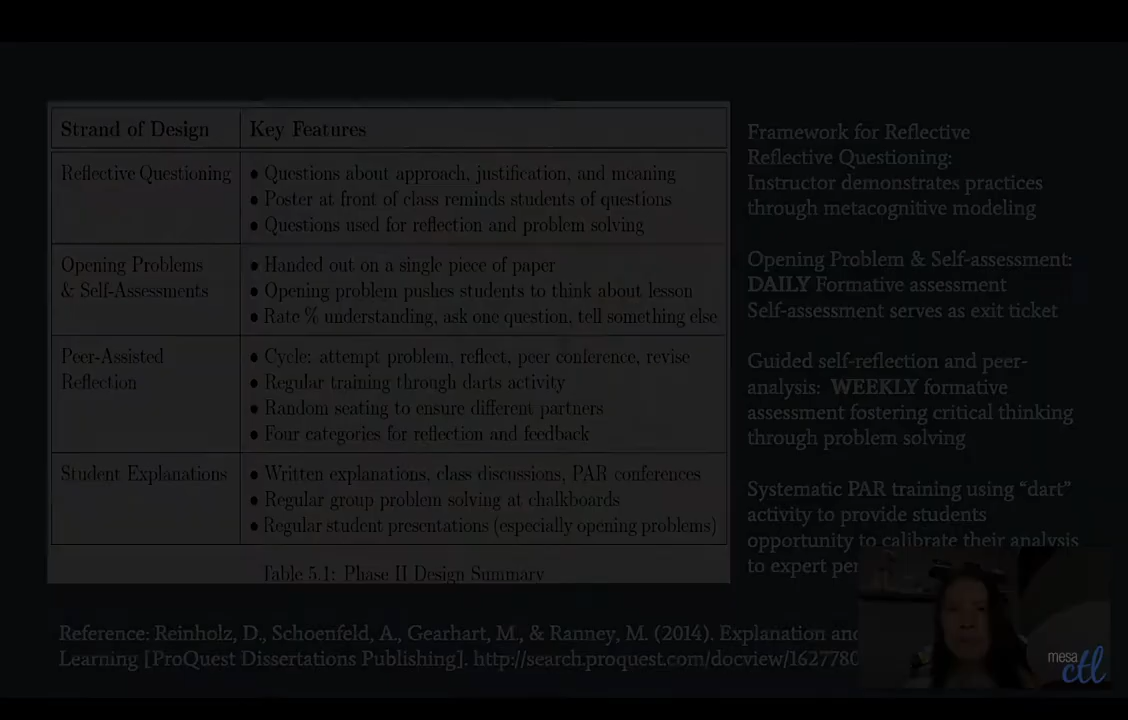 Strand of Design Key Features
Reflective Questioning • Questions about approach, justification, and meaning
• Poster at front of class reminds students of questions
• Questions used for reflection and problem solving
Opening Problems • Handed out on a single piece of paper
& Self-Assessments • Opening problem pushes students to think about lesson
• Rate % understanding, ask one question, tell something else
Peer-Assisted • Cycle: attempt problem, reflect, peer conference, revise
Reflection • Regular training through darts activity
• Random seating to ensure different partners
• Four categories for reflection and feedback
Student Explanations • Written explanations, class discussions, PAR conferences
• Regular group problem solving at chalkboards
• Regular student presentations (especially opening problems)
Table 5.1: Phase II Design Summary
Framework for Reflective
Reflective Questioning:
Instructor demonstrates practices
through metacognitive modeling
Opening Problem & Self-assessment:
DAILY Formative assessment
Self-assessment serves as exit ticket
Guided self-reflection and peer-
analysis: WEEKLY formative
assessment fostering critical thinking
through problem solving
Systematic PAR training using “dart”
activity to provide students
opportunity to calibrate their analysis
to expert
Reference: Reinholz, D., Schoenfeld, A., Gearhart, M., & Ranney, M. (2014). Explanation
Learning [ProQuest Dissertations Publishing]. http://search.proquest.com/docview/1627780
mesa
ctl